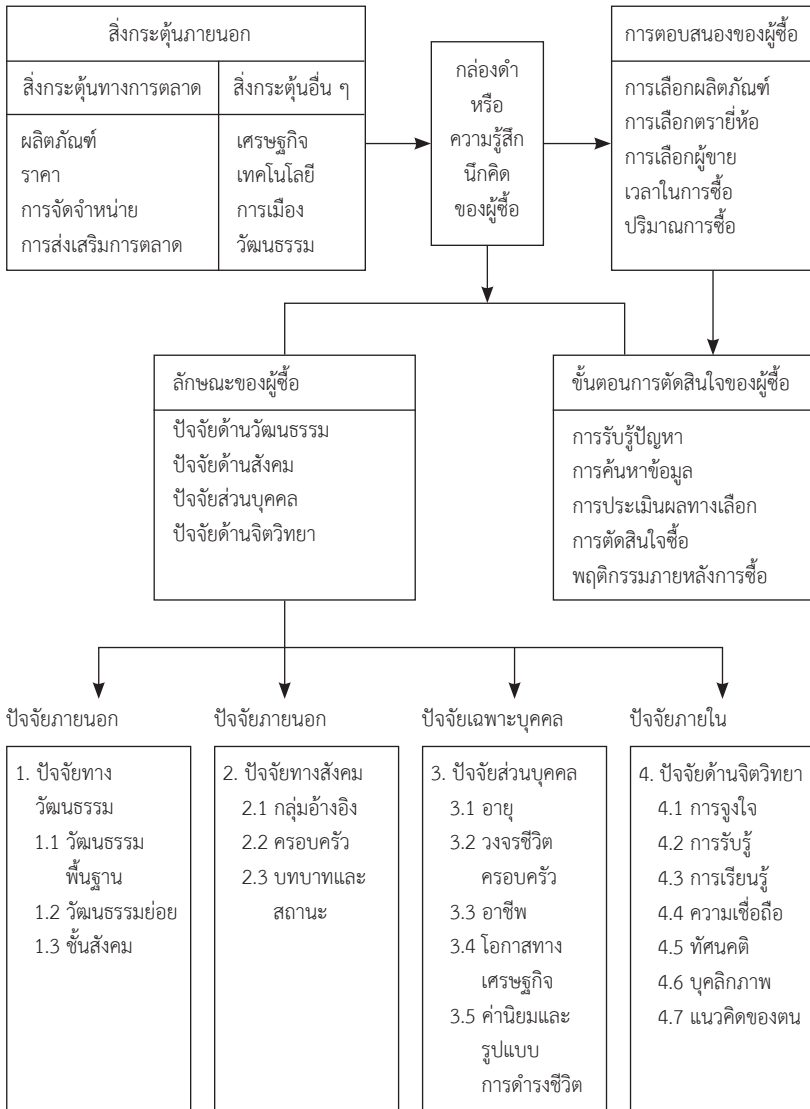 สิ่งกระตุ้นภายนอก
สิ่งกระตุ้นทางการตลาด
ผลิตภัณฑ์
ราคา
การจัดจำหน่าย
การส่งเสริมการตลาด
สิ่งกระตุ้นอื่น ๆ
เศรษฐกิจ
เทคโนโลยี
การเมือง
วัฒนธรรม
กล่องดำ
หรือ
ความรู้สึก
นึกคิด
ของผู้ซื้อ
การตอบสนองของผู้ซื้อ
การเลือกผลิตภัณฑ์
การเลือกตรายี่ห้อ
การเลือกผู้ขาย
เวลาในการซื้อ
ปริมาณการซื้อ
ลักษณะของผู้ซื้อ
ปัจจัยด้านวัฒนธรรม
ปัจจัยด้านสังคม
ปัจจัยส่วนบุคคล
ปัจจัยด้านจิตวิทยา
ขั้นตอนการตัดสินใจของผู้ซื้อ
การรับรู้ปัญหา
การค้นหาข้อมูล
การประเมินผลทางเลือก
การตัดสินใจซื้อ
พฤติกรรมภายหลังการซื้อ
ปัจจัยภายนอก
1. ปัจจัยทาง
วัฒนธรรม
1.1 วัฒนธรรม
พื้นฐาน
1.2 วัฒนธรรมย่อย
1.3 ชั้นสังคม
ปัจจัยภายนอก
2. ปัจจัยทางสังคม
2.1 กลุ่มอ้างอิง
2.2 ครอบครัว
2.3 บทบาทและ
สถานะ
ปัจจัยเฉพาะบุคคล
3. ปัจจัยส่วนบุคคล
3.1 อายุ
3.2 วงจรชีวิต
ครอบครัว
3.3 อาชีพ
3.4 โอกาสทาง
เศรษฐกิจ
3.5 ค่านิยมและ
รูปแบบ
การดำรงชีวิต
ปัจจัยภายใน
4. ปัจจัยด้านจิตวิทยา
4.1 การจูงใจ
4.2 การรับรู้
4.3 การเรียนรู้
4.4 ความเชื่อถือ
4.5 ทัศนคติ
4.6 บุคลิกภาพ
4.7 แนวคิดของตน